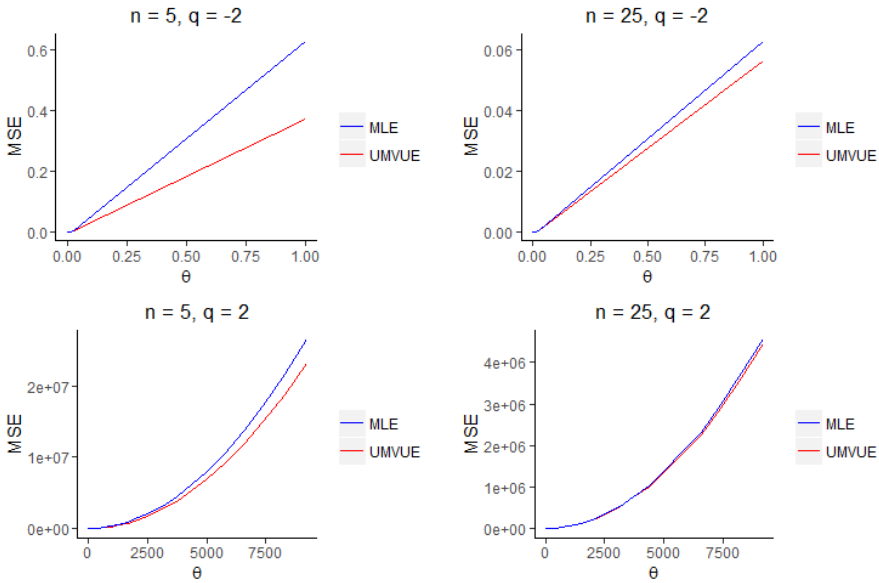 n = 5, q = -2
MSE
0.6
0.4
0.2
0.0
0.00 0.25 0.50 0.75 1.00
θ
MLE
UMVUE
n = 25, q = -2
MSE
0.06
0.04
0.02
0.00
0.00 0.25 0.50 0.75 1.00
θ
MLE
UMVUE
n = 5, q = 2
MSE
2e+07
1e+07
0e+00
0 2500 5000 7500
θ
MLE
UMVUE
n = 25, q = 2
MSE
4e+06
3e+06
2e+06
1e+06
0e+00
0 2500 5000 7500
θ
MLE
UMVUE